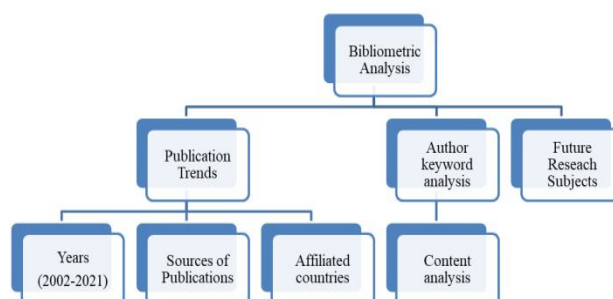 Bibliometric
Analysis
Publication
Trends
Author
keyword
analysis
Future
Reseach
Subjects
Years
(2002-2021)
Sources of
Publications
Affiliated
countries
Content
analysis